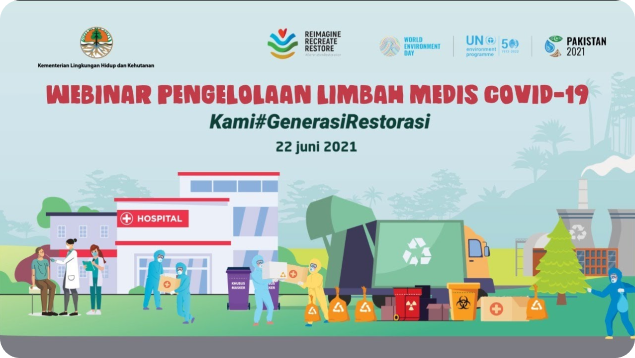 Kementerian Lingkungan Hidup dan Kehutanan
REIMAGINE
RECREATE
RESTORE
WORLD
ENVIRONMENT
DAY
UN
environment
programme
50
PAKISTAN
2021
WEBINAR PENGELOLAAN LIMBAH MEDIS COVID-19
Kami#GenerasiRestorasi
22 juni 2021
HOSPITAL